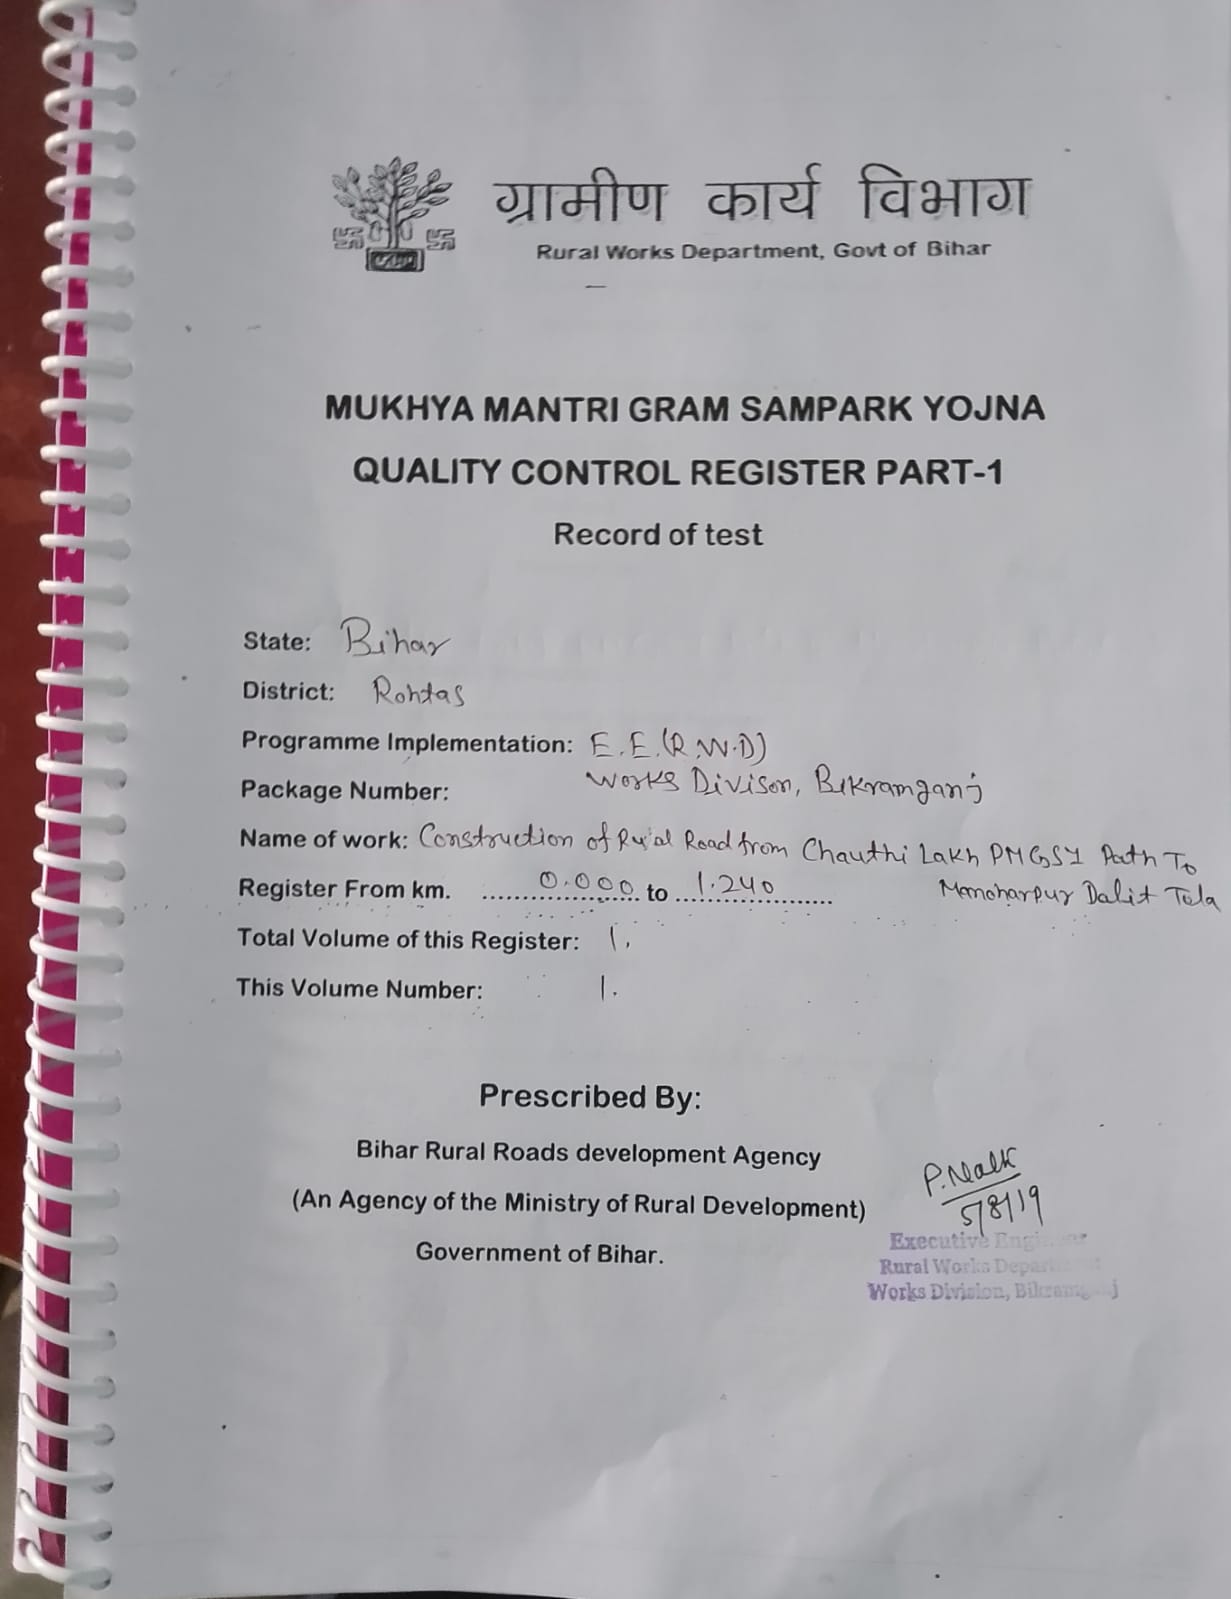 ग्रामीण कार्य विभाग
Rural Works Department, Govt of Bihar
MUKHYA MANTRI GRAM SAMPARK YOJNA
QUALITY CONTROL REGISTER PART-1
Record of test
State: Bihar
District: Rohtas
Programme Implementation: E.E.(R.W.D)
Works Divison, Bikramganj
Package Number:
Name of work: Construction of Rural Road from Chauthi Lakh PMGSY Path To
Manoharpur Dalit Tola
Register From km. 0.000 to 1.240
Total Volume of this Register: 1.
This Volume Number: 1.
Prescribed By:
Bihar Rural Roads development Agency
(An Agency of the Ministry of Rural Development)
Government of Bihar.
5/8/19
Executive Engineer
Rural Works Department
Works Division, Bikramganj